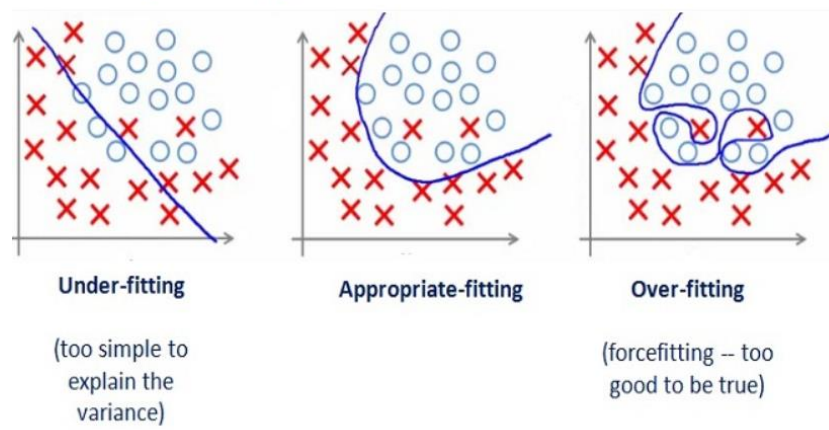 Under-fitting
Appropriate-fitting
Over-fitting
(too simple to
explain the
variance)
(forcefitting -- too
good to be true)